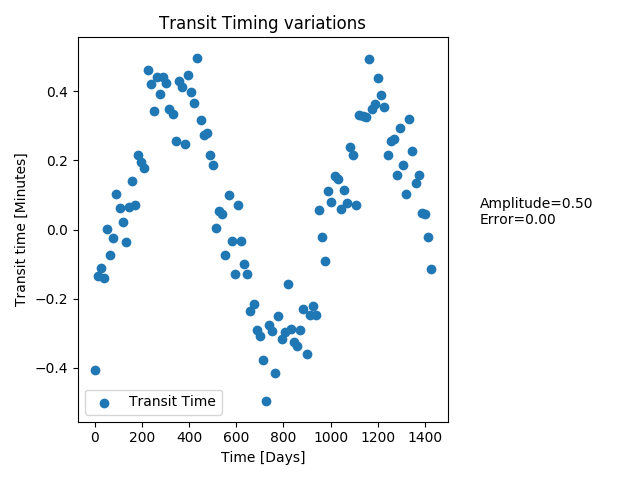 Transit Timing variations
Transit time [Minutes]
0.4
0.2
0.0
−0.2
−0.4
Amplitude=0.50
Error=0.00
Transit Time
0 200 400 600 800 1000 1200 1400
Time [Days]